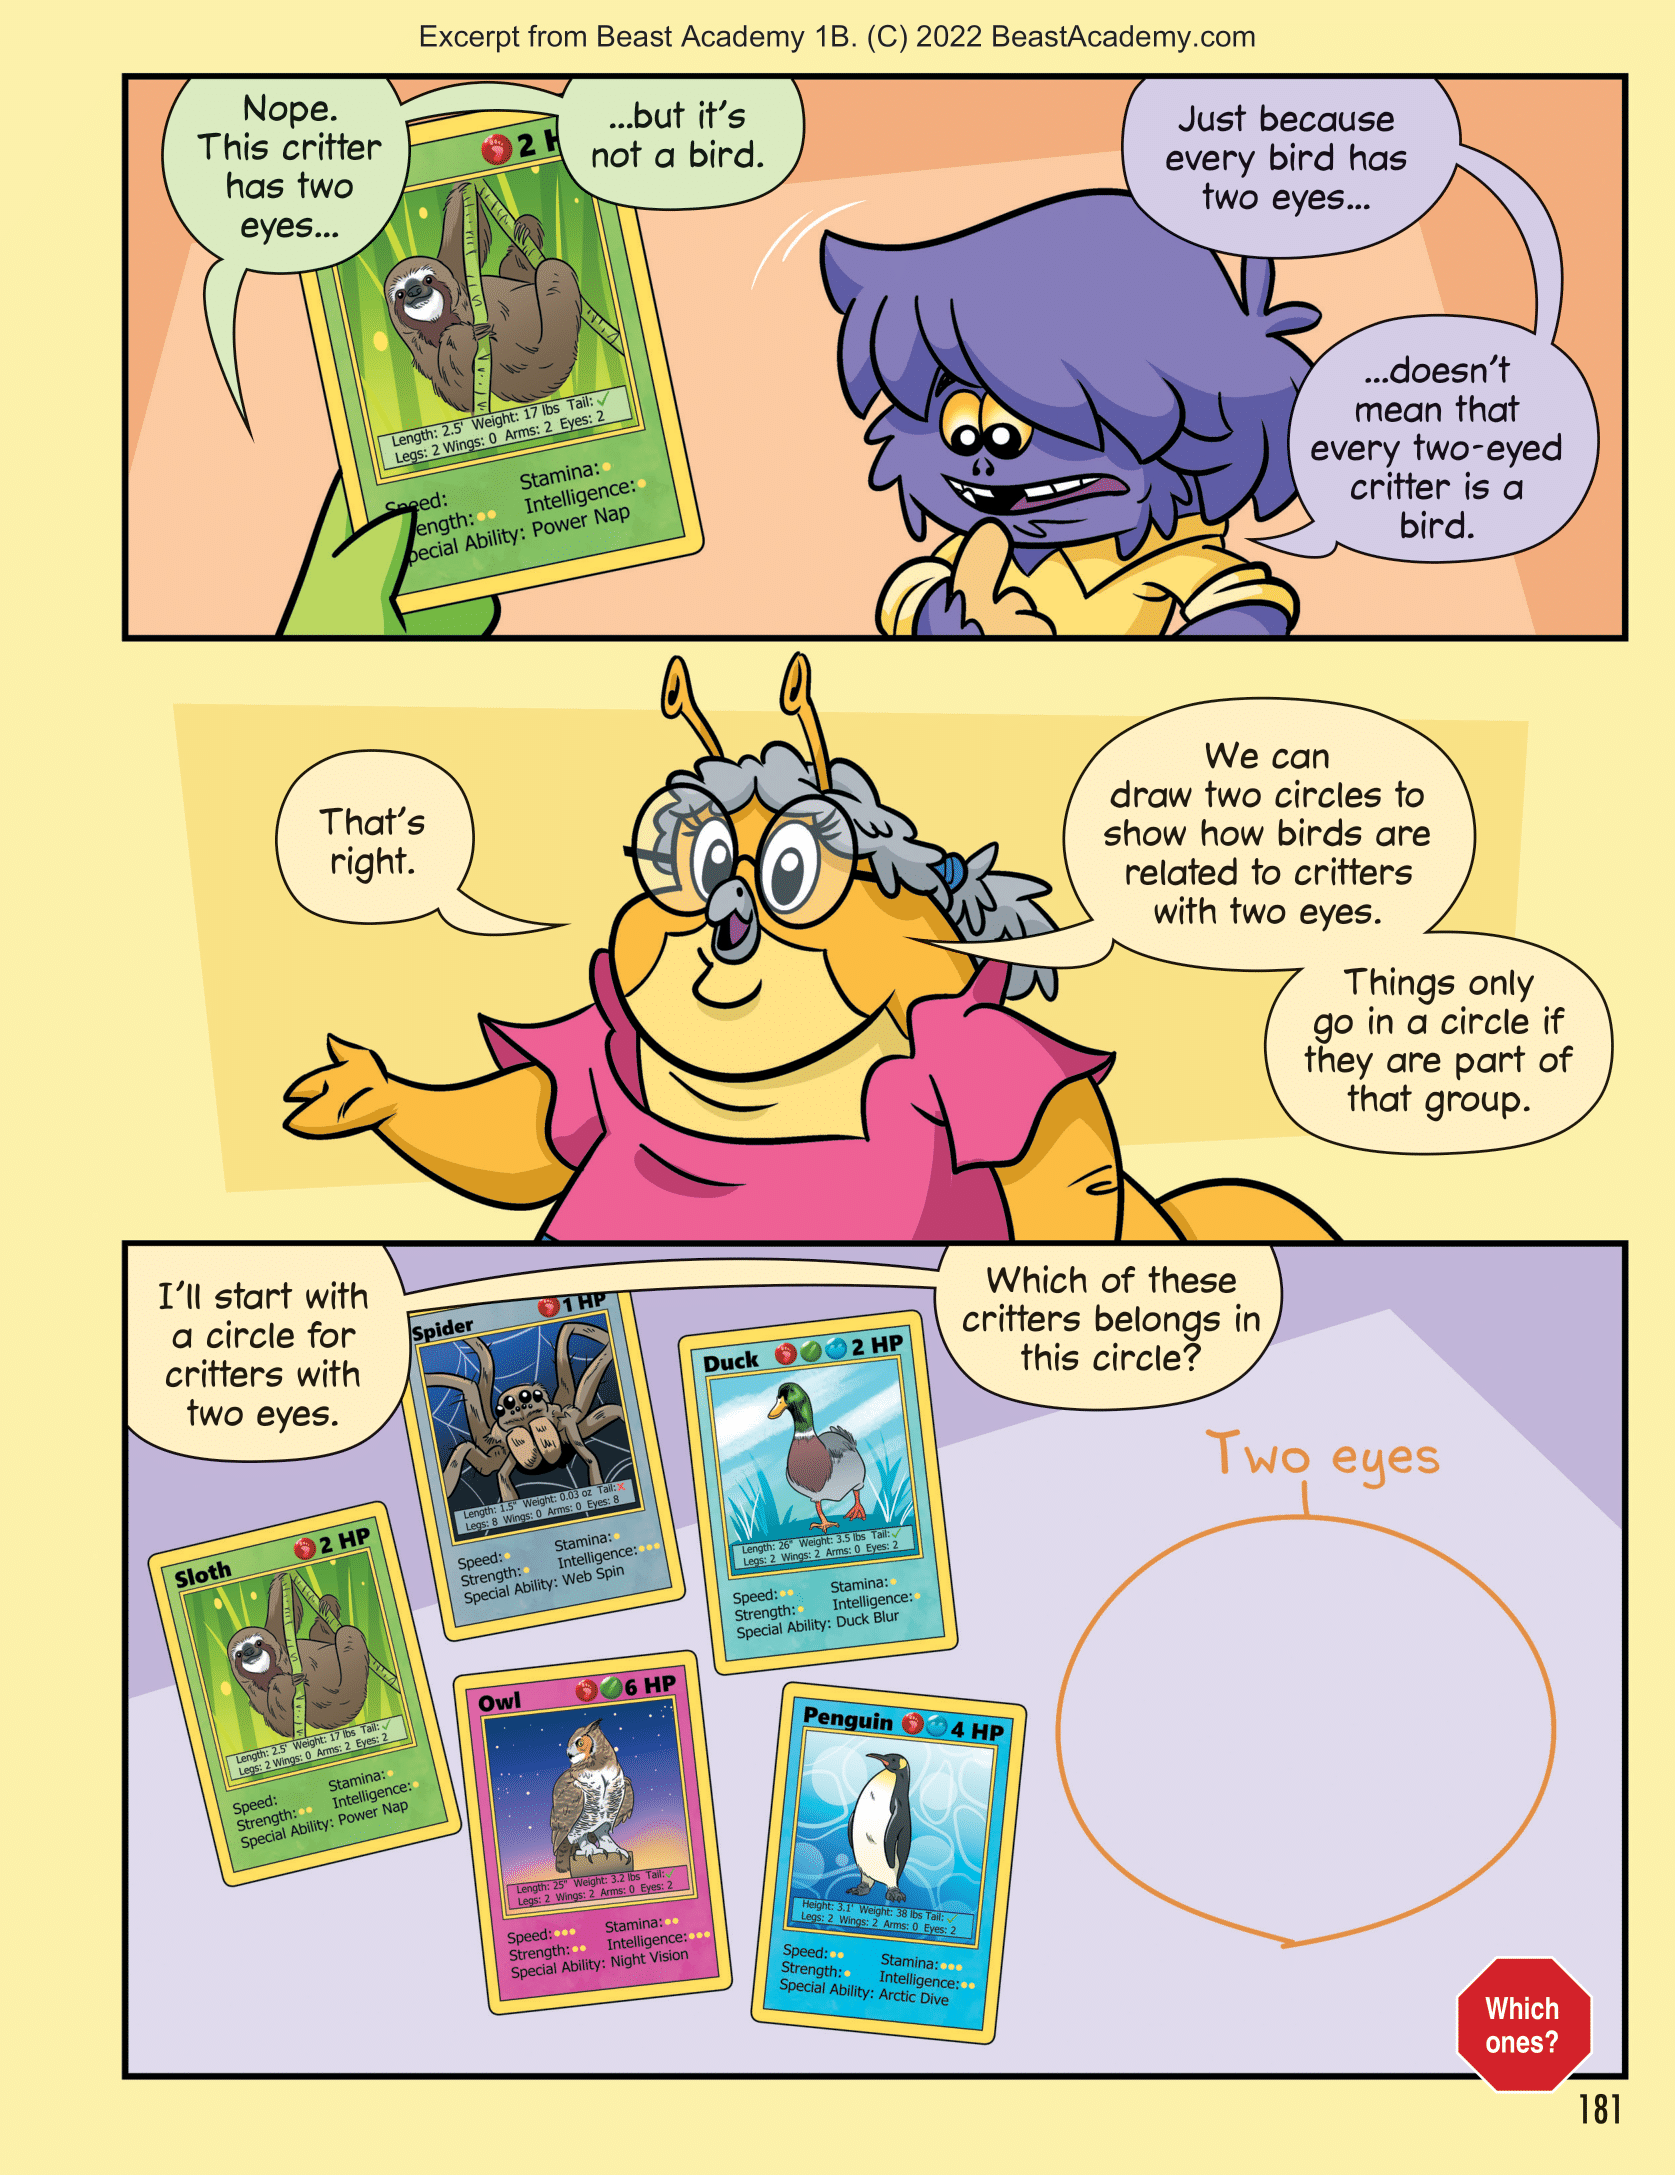 Excerpt from Beast Academy 1B. (C) 2022 BeastAcademy.com
Nope.
This critter
has two
eyes...
...but it's
not a bird.
2 H
Length: 2.5' Weight: 17 lbs Tail: ✓
Legs: 2 Wings: 0 Arms: 2 Eyes: 2
Speed:
Stamina:
ength:
Intelligence:
pecial Ability: Power Nap
Just because
every bird has
two eyes...
...doesn't
mean that
every two-eyed
critter is a
bird.
That's
right.
We can
draw two circles to
show how birds are
related to critters
with two eyes.
Things only
go in a circle if
they are part of
that group.
I'll start with
a circle for
critters with
two eyes.
Which of these
critters belongs in
this circle?
Spider 1 HP
Length: 1.5" Weight: 0.03 oz Tail: X
Legs: 8 Wings: 0 Arms: 0 Eyes: 8
Speed: Stamina:
Strength: Intelligence:
Special Ability: Web Spin
Duck 2 HP
Length: 26" Weight: 3.5 lbs Tail: ✓
Legs: 2 Wings: 2 Arms: 0 Eyes: 2
Speed: Stamina:
Strength: Intelligence:
Special Ability: Duck Blur
Two eyes
Sloth 2 HP
Length: 2.5' Weight: 17 lbs Tail: ✓
Legs: 2 Wings: 0 Arms: 2 Eyes: 2
Speed: Stamina:
Strength: Intelligence:
Special Ability: Power Nap
Owl 6 HP
Length: 25" Weight: 3.2 lbs Tail: ✓
Legs: 2 Wings: 2 Arms: 0 Eyes: 2
Speed: Stamina:
Strength: Intelligence:
Special Ability: Night Vision
Penguin 4 HP
Height: 3.1' Weight: 38 lbs Tail: ✓
Legs: 2 Wings: 2 Arms: 0 Eyes: 2
Speed: Stamina:
Strength: Intelligence:
Special Ability: Arctic Dive
Which
ones?
181